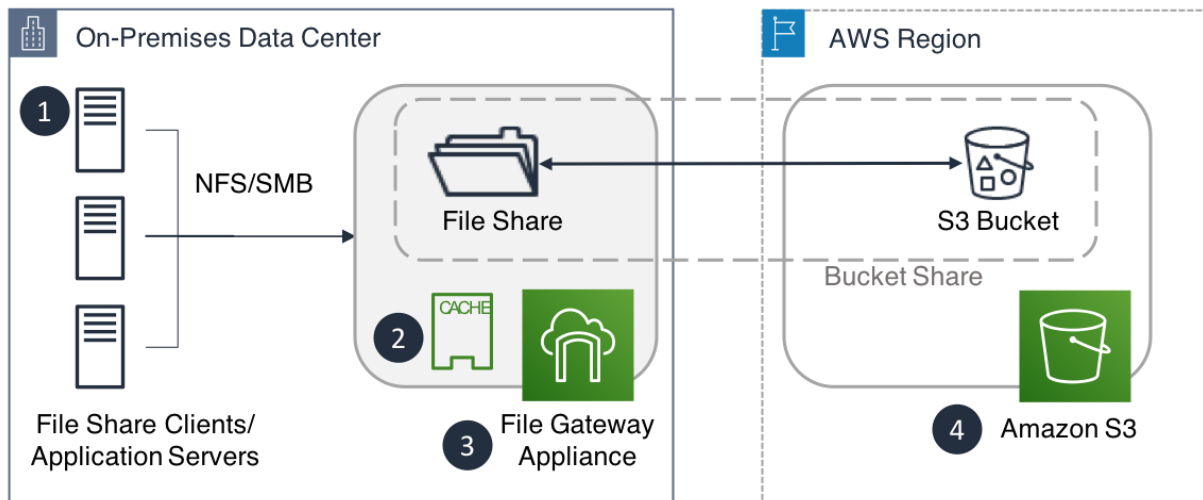 On-Premises Data Center
AWS Region
1
NFS/SMB
File Share
S3 Bucket
Bucket Share
2
CACHE
File Share Clients/
Application Servers
3
File Gateway
Appliance
4
Amazon S3